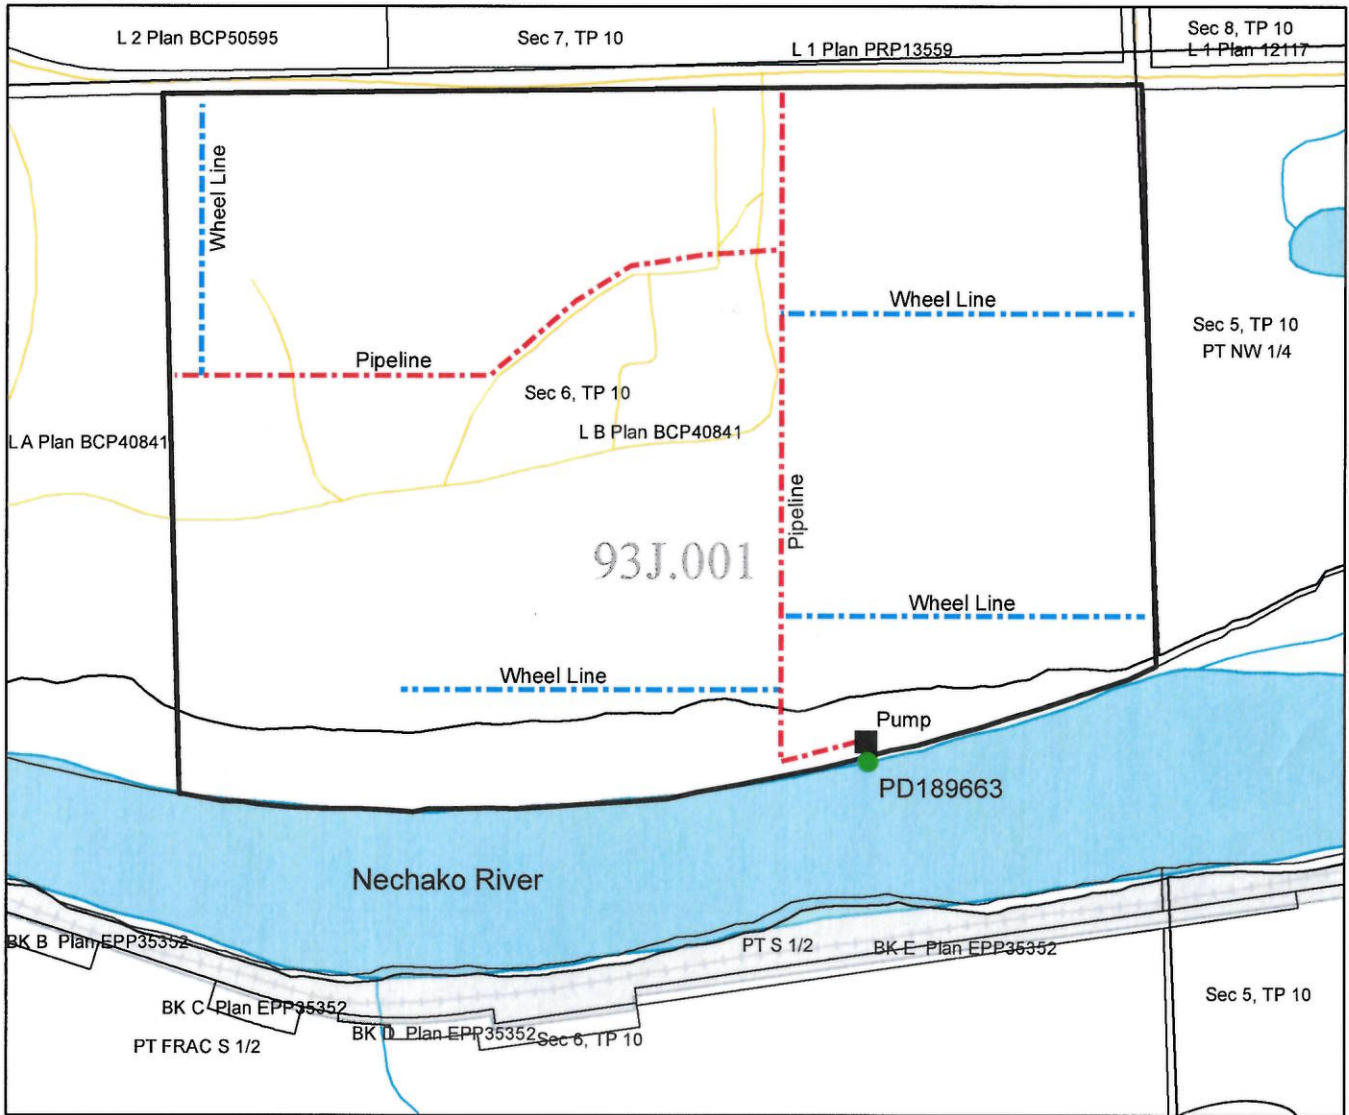 L 2 Plan BCP50595
Sec 7, TP 10
L 1 Plan PRP13559
Sec 8, TP 10
L 1 Plan 12117
Wheel Line
Wheel Line
Sec 5, TP 10
PT NW 1/4
Pipeline
Sec 6, TP 10
L B Plan BCP40841
L A Plan BCP40841
Pipeline
93J.001
Wheel Line
Wheel Line
Pump
PD189663
Nechako River
BK B Plan EPP35352
PT S 1/2
BK E Plan EPP35352
BK C Plan EPP35352
Sec 5, TP 10
BK D Plan EPP35352
Sec 6, TP 10
PT FRAC S 1/2